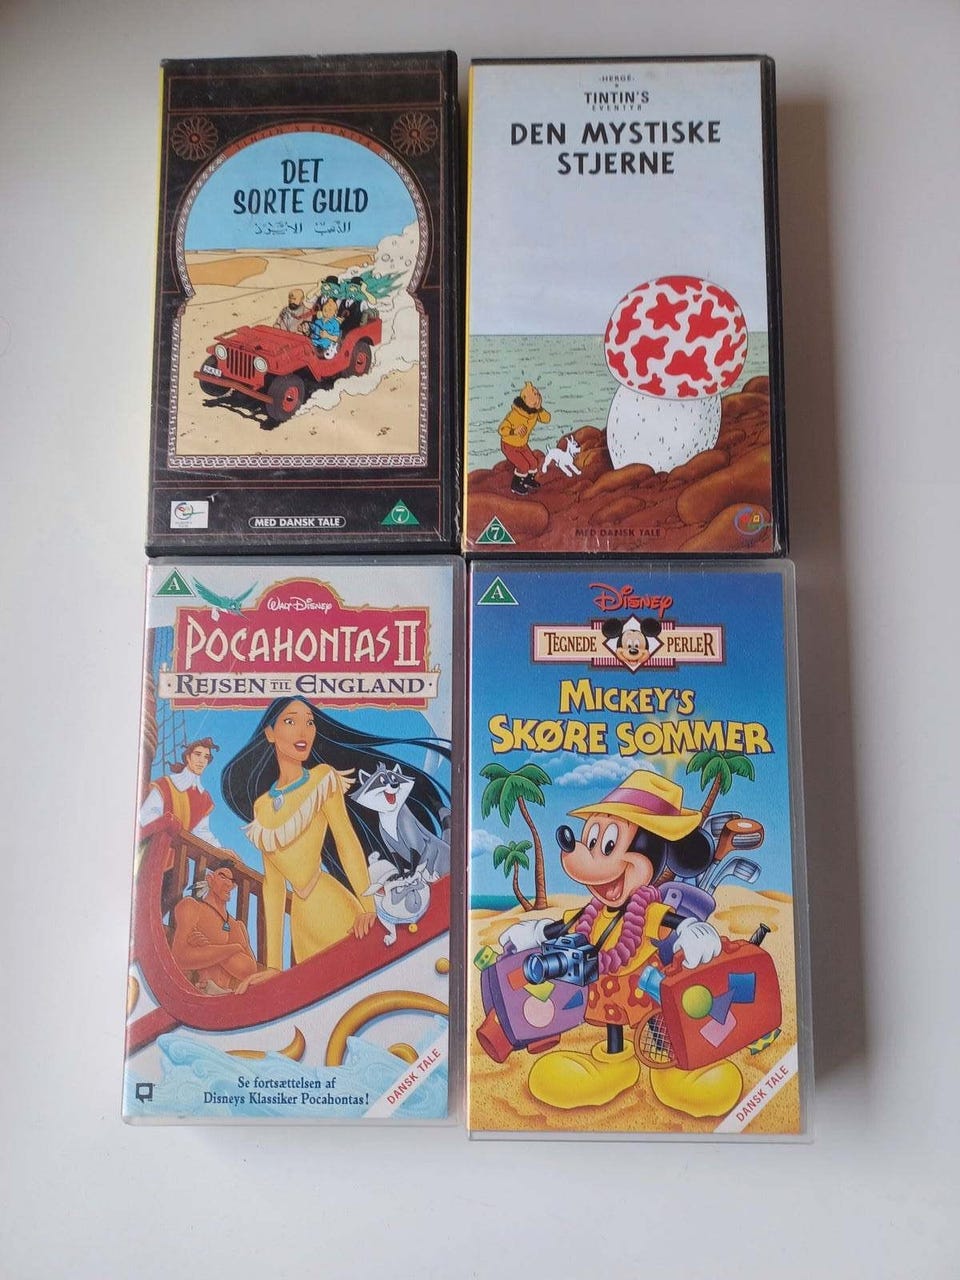 TINTIN'S EVENTYR
DET
SORTE GULD
الذهب الأسود
7
MED DANSK TALE
-HERGÉ-
TINTIN'S
EVENTYR
DEN MYSTISKE
STJERNE
7
MED DANSK TALE
A
WALT DISNEY
POCAHONTAS II
·REJSEN TIL ENGLAND·
Se fortsættelsen af
Disneys Klassiker Pocahontas!
DANSK TALE
A
DISNEY
TEGNEDE PERLER
MICKEY'S
SKØRE SOMMER
DANSK TALE